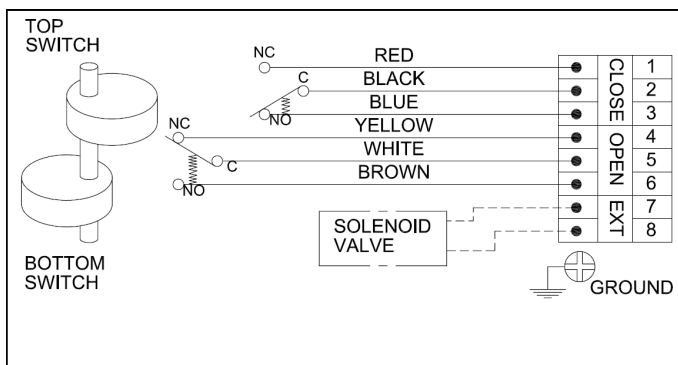 TOP
SWITCH
NC
RED
C
BLACK
NO
BLUE
NC
YELLOW
C
WHITE
NO
BROWN
CLOSE
OPEN
EXT
1
2
3
4
5
6
7
8
SOLENOID
VALVE
BOTTOM
SWITCH
GROUND